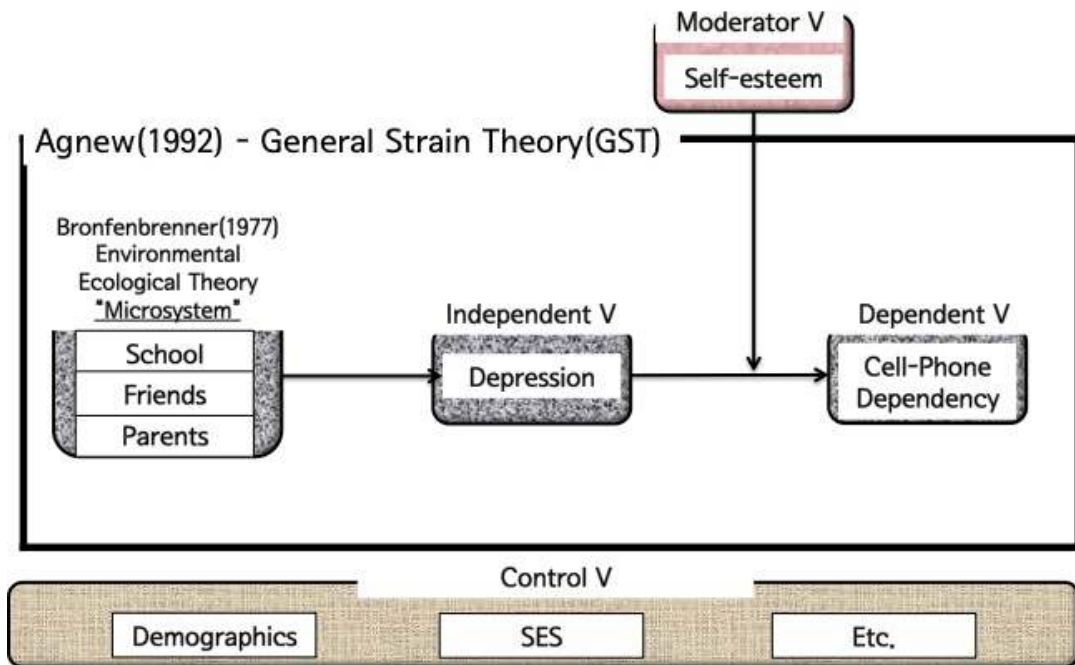 Moderator V
Self-esteem
Agnew(1992) - General Strain Theory(GST)
Bronfenbrenner(1977)
Environmental
Ecological Theory
"Microsystem"
School
Friends
Parents
Independent V
Depression
Dependent V
Cell-Phone
Dependency
Control V
Demographics
SES
Etc.